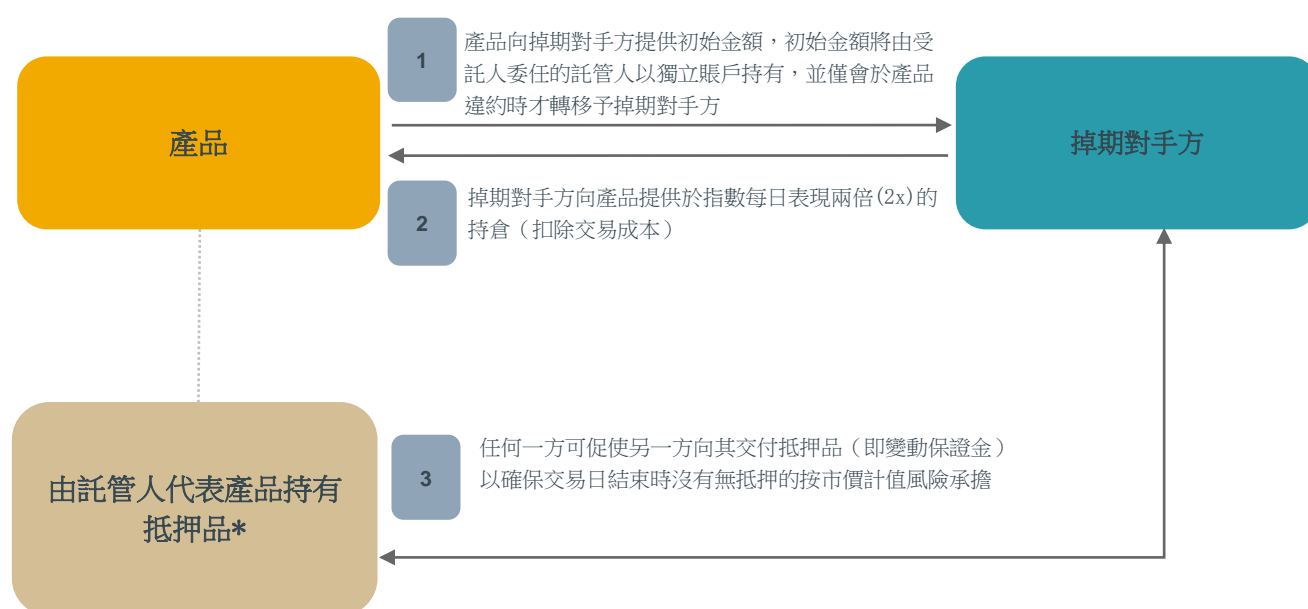 1
產品向掉期對手方提供初始金額，初始金額將由受
託人委任的託管人以獨立賬戶持有，並僅會於產品
違約時才轉移予掉期對手方
產品
掉期對手方
2
掉期對手方向產品提供於指數每日表現兩倍(2x)的
持倉（扣除交易成本）
3
任何一方可促使另一方向其交付抵押品（即變動保證金）
以確保交易日結束時沒有無抵押的按市價計值風險承擔
由託管人代表產品持有
抵押品*